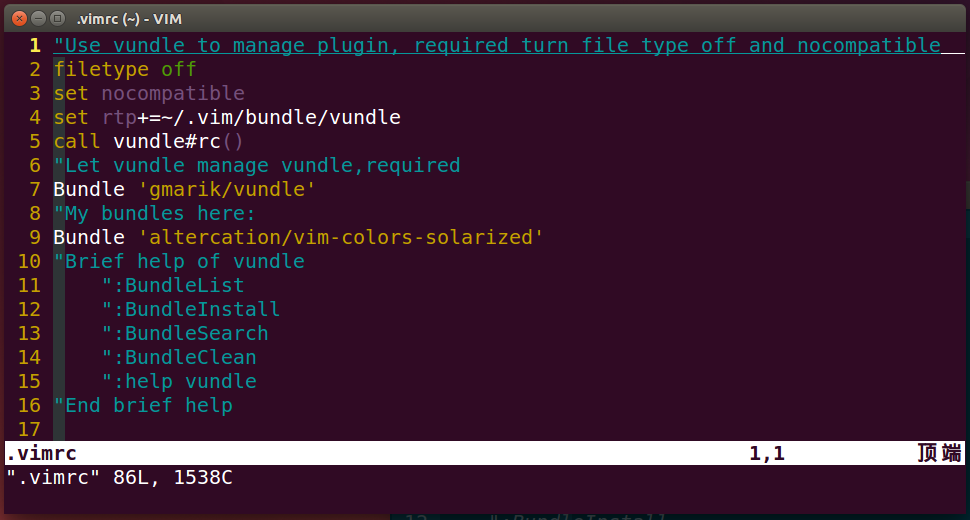 .vimrc (~) - VIM
1 "Use vundle to manage plugin, required turn file type off and nocompatible
2 filetype off
3 set nocompatible
4 set rtp+=~/.vim/bundle/vundle
5 call vundle#rc()
6 "Let vundle manage vundle,required
7 Bundle 'gmarik/vundle'
8 "My bundles here:
9 Bundle 'altercation/vim-colors-solarized'
10 "Brief help of vundle
11     ":BundleList
12     ":BundleInstall
13     ":BundleSearch
14     ":BundleClean
15     ":help vundle
16 "End brief help
17
.vimrc 1,1 顶端
".vimrc" 86L, 1538C